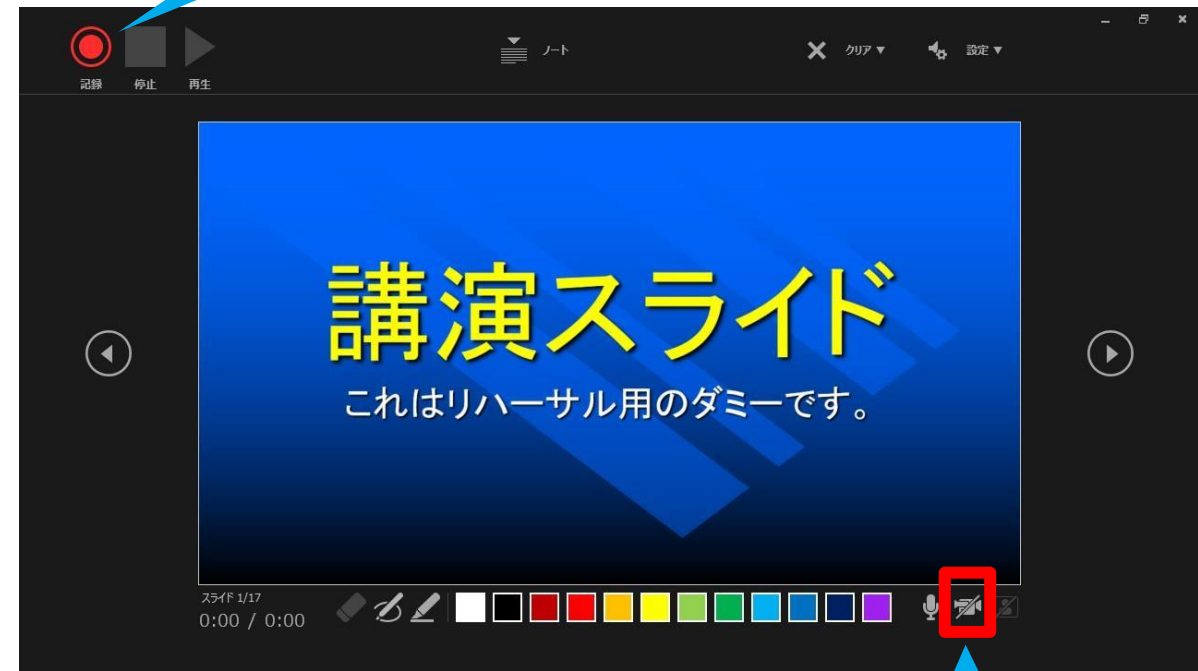 ノート
クリア▼
設定▼
記録 停止 再生
講演スライド
これはリハーサル用のダミーです。
スライド 1/17
0:00 / 0:00